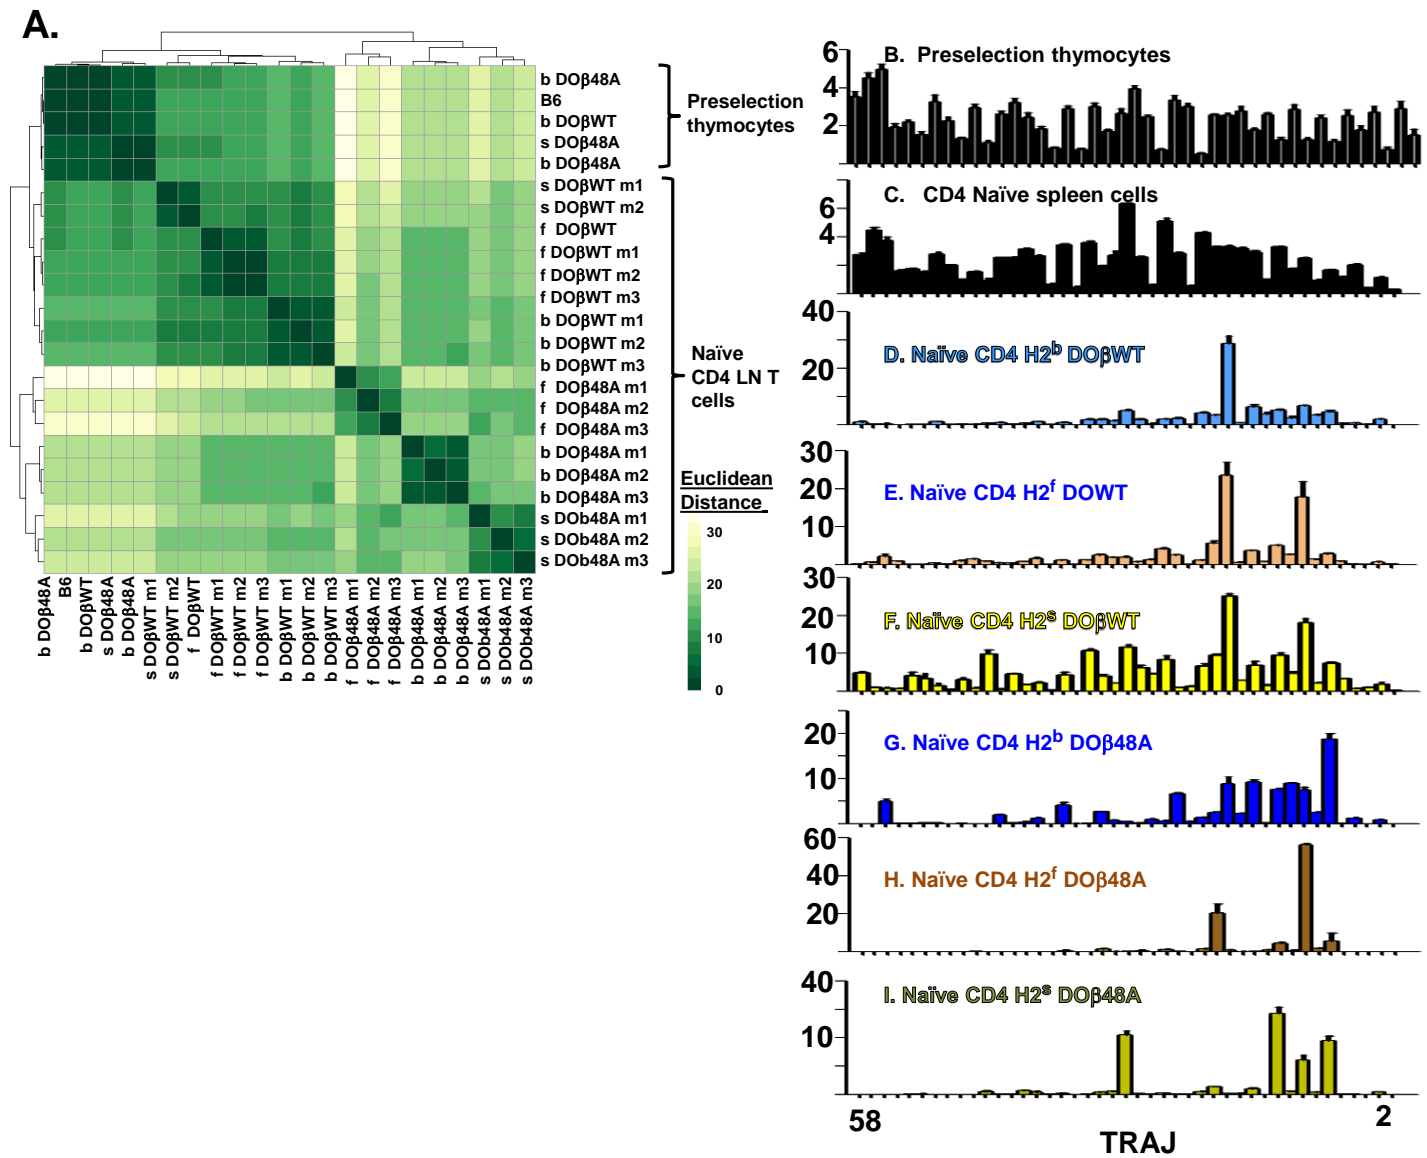 A.
b DOβ48A
B6
b DOβWT
s DOβ48A
b DOβ48A
s DOβWT m1
s DOβWT m2
f DOβWT
f DOβWT m1
f DOβWT m2
f DOβWT m3
b DOβWT m1
b DOβWT m2
b DOβWT m3
f DOβ48A m1
f DOβ48A m2
f DOβ48A m3
b DOβ48A m1
b DOβ48A m2
b DOβ48A m3
s DOb48A m1
s DOb48A m2
s DOb48A m3
Preselection
thymocytes
Naïve
CD4 LN T
cells
Euclidean
Distance
30
20
10
0
b DOβ48A
B6
b DOβWT
s DOβ48A
b DOβ48A
s DOβWT m1
s DOβWT m2
f DOβWT
f DOβWT m1
f DOβWT m2
f DOβWT m3
b DOβWT m1
b DOβWT m2
b DOβWT m3
f DOβ48A m1
f DOβ48A m2
f DOβ48A m3
b DOβ48A m1
b DOβ48A m2
b DOβ48A m3
s DOb48A m1
s DOb48A m2
s DOb48A m3
B. Preselection thymocytes
6
4
2
C. CD4 Naïve spleen cells
6
4
D. Naïve CD4 H2b DOβWT
40
20
E. Naïve CD4 H2f DOWT
30
20
10
F. Naïve CD4 H2s DOβWT
30
20
10
G. Naïve CD4 H2b DOβ48A
20
10
H. Naïve CD4 H2f DOβ48A
60
40
20
I. Naïve CD4 H2s DOβ48A
40
10
58
2
TRAJ